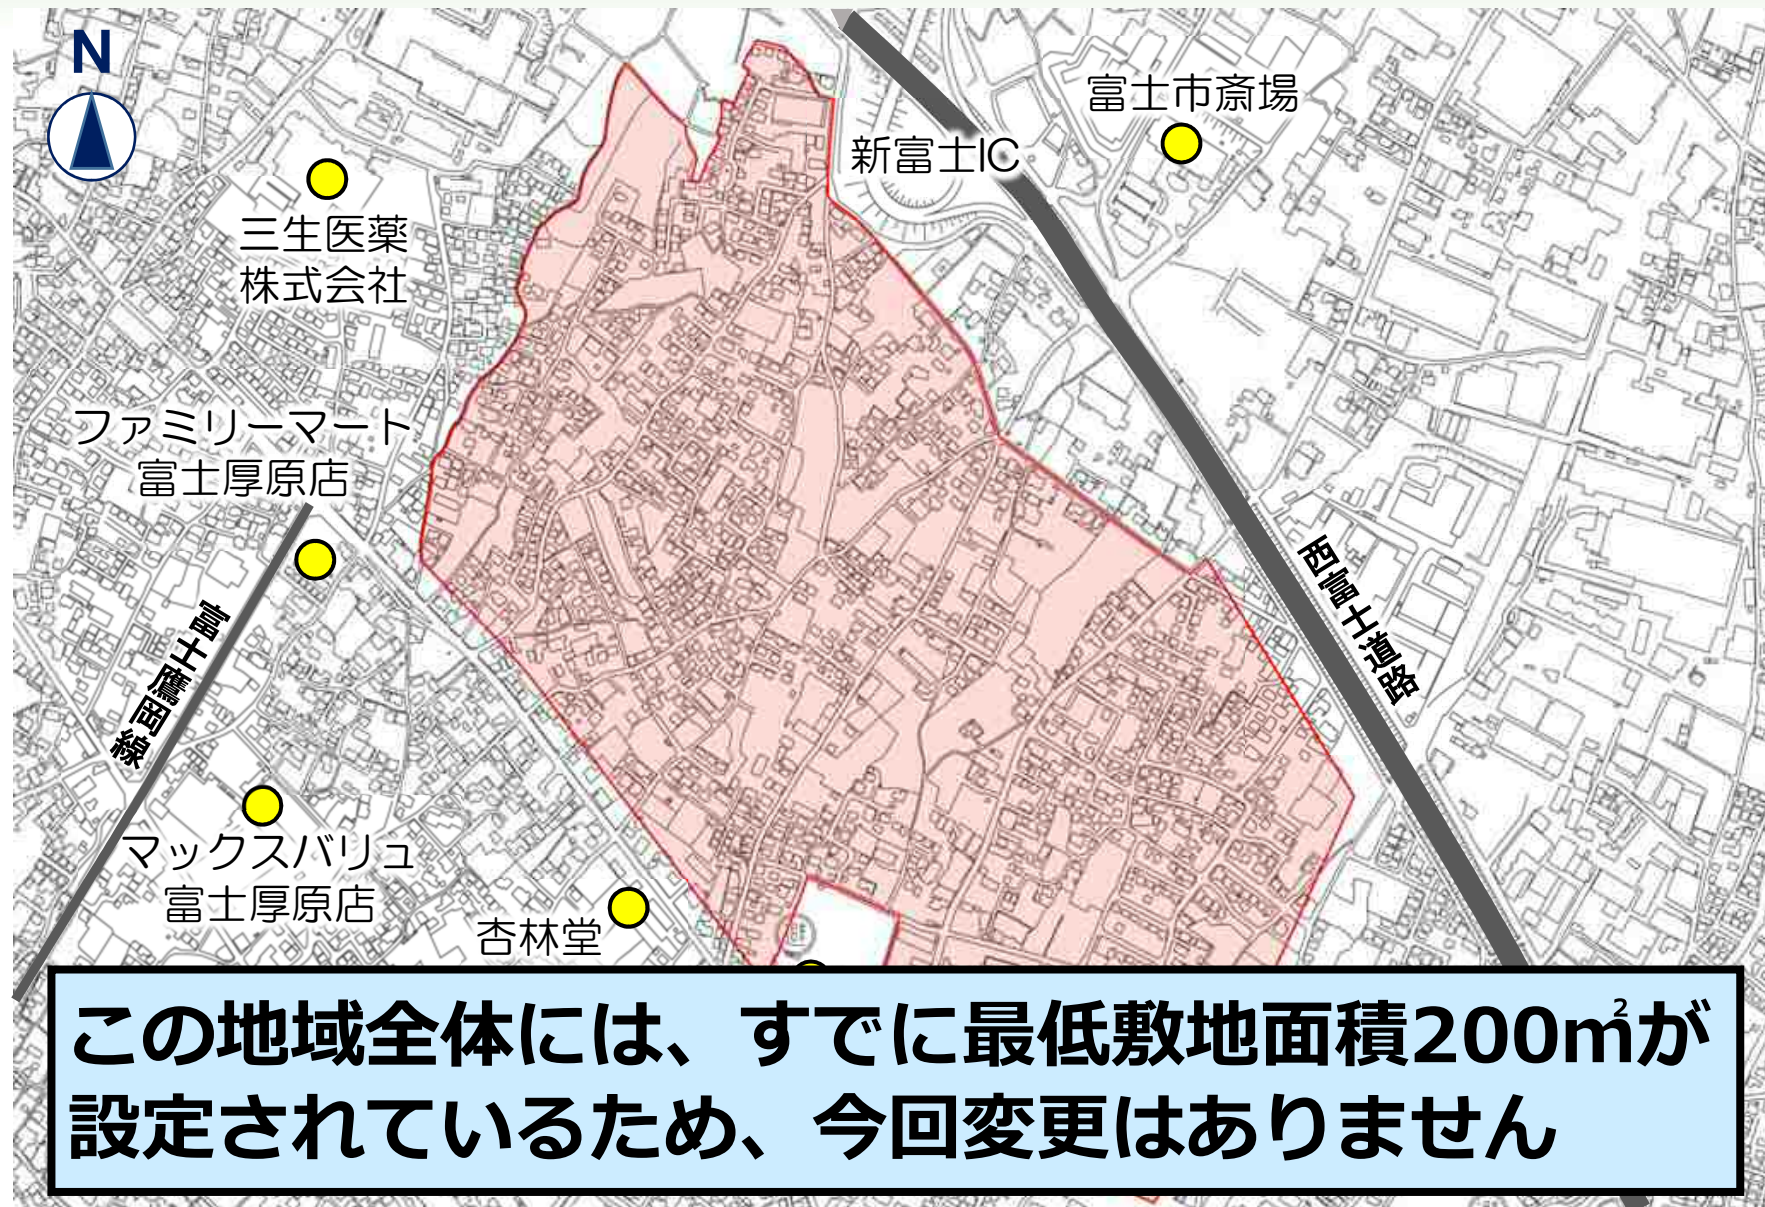 N
富士市斎場
新富士IC
三生医薬
株式会社
ファミリーマート
富士厚原店
西富士道路
富士鷹岡線
マックスバリュ
富士厚原店
杏林堂
この地域全体には、すでに最低敷地面積200㎡が
設定されているため、今回変更はありません